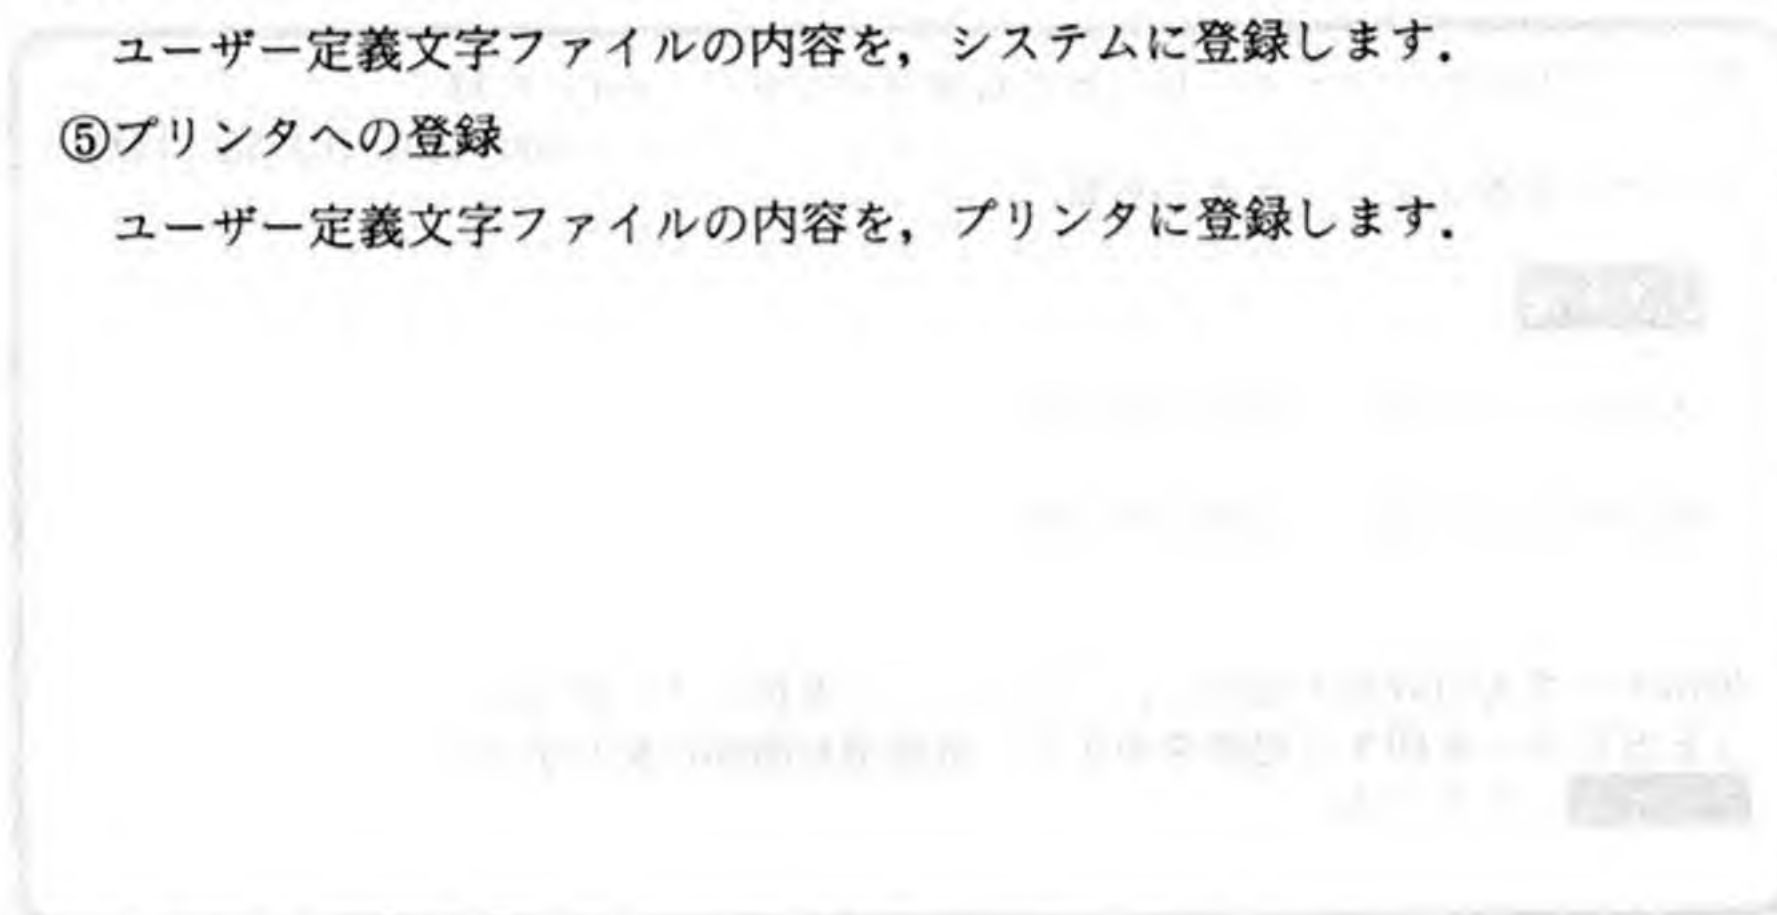 ユーザー定義文字ファイルの内容を，システムに登録します．
⑤プリンタへの登録
ユーザー定義文字ファイルの内容を，プリンタに登録します．